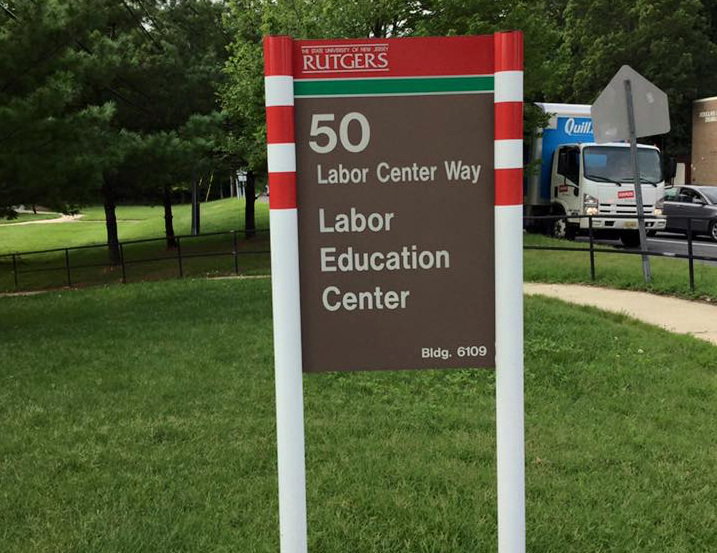 THE STATE UNIVERSITY OF NEW JERSEY
RUTGERS
50
Labor Center Way
Labor
Education
Center
Bldg. 6109
Quill